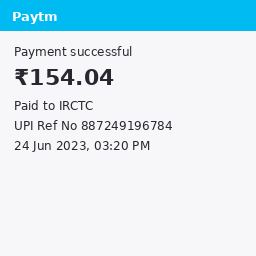 Paytm
Payment successful
₹154.04
Paid to IRCTC
UPI Ref No 887249196784
24 Jun 2023, 03:20 PM